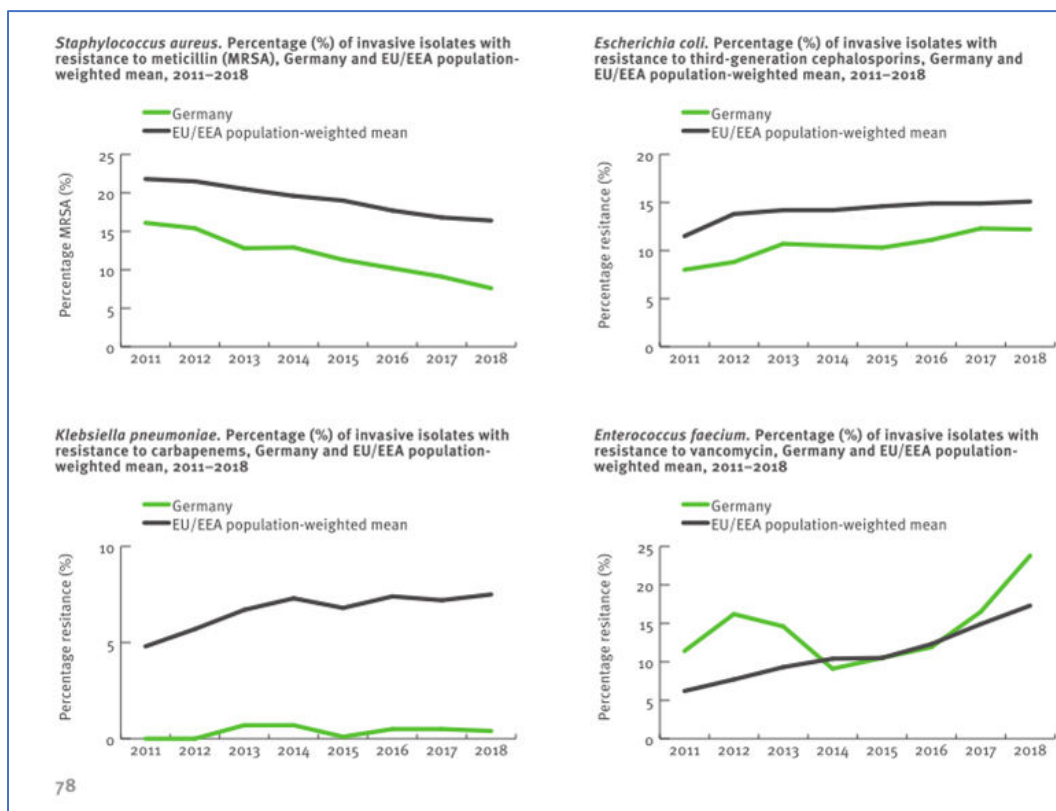 Staphylococcus aureus. Percentage (%) of invasive isolates with
resistance to meticillin (MRSA), Germany and EU/EEA population-
weighted mean, 2011–2018
Germany
EU/EEA population-weighted mean
Percentage MRSA (%)
25
20
15
10
5
0
2011 2012 2013 2014 2015 2016 2017 2018
Escherichia coli. Percentage (%) of invasive isolates with
resistance to third-generation cephalosporins, Germany and
EU/EEA population-weighted mean, 2011–2018
Germany
EU/EEA population-weighted mean
Percentage resitance (%)
20
15
10
5
0
2011 2012 2013 2014 2015 2016 2017 2018
Klebsiella pneumoniae. Percentage (%) of invasive isolates with
resistance to carbapenems, Germany and EU/EEA population-
weighted mean, 2011–2018
Germany
EU/EEA population-weighted mean
Percentage resitance (%)
10
5
0
2011 2012 2013 2014 2015 2016 2017 2018
Enterococcus faecium. Percentage (%) of invasive isolates with
resistance to vancomycin, Germany and EU/EEA population-
weighted mean, 2011–2018
Germany
EU/EEA population-weighted mean
Percentage resitance (%)
25
20
15
10
5
0
2011 2012 2013 2014 2015 2016 2017 2018
78